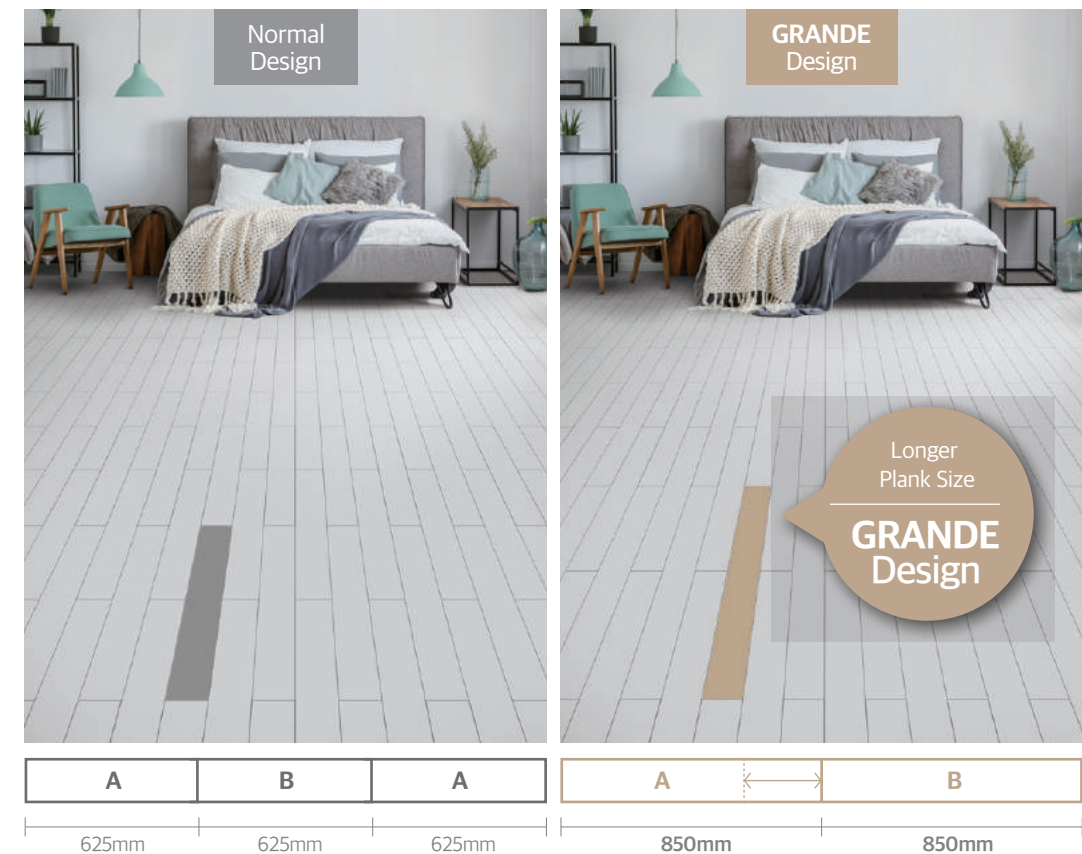 Normal
Design
GRANDE
Design
Longer
Plank Size
GRANDE
Design
A
B
A
A
B
625mm
625mm
625mm
850mm
850mm